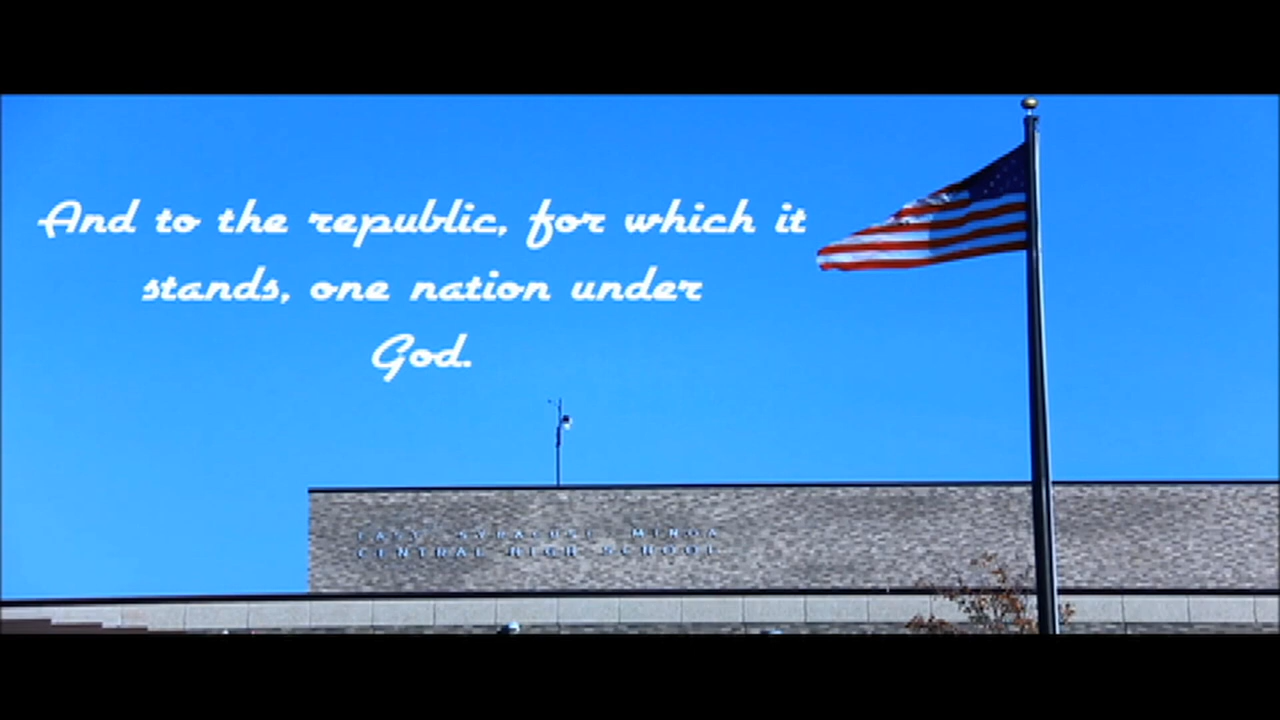 And to the republic, for which it
stands, one nation under
God.
EAST SYRACUSE MINOA
CENTRAL HIGH SCHOOL